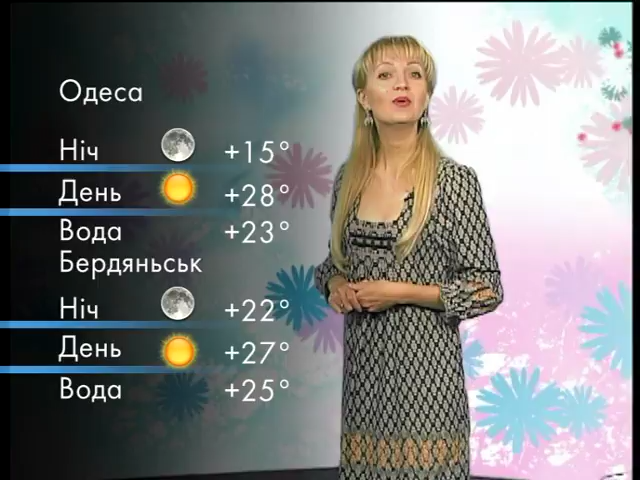 Одеса
Ніч +15°
День +28°
Вода +23°
Бердяньськ
Ніч +22°
День +27°
Вода +25°